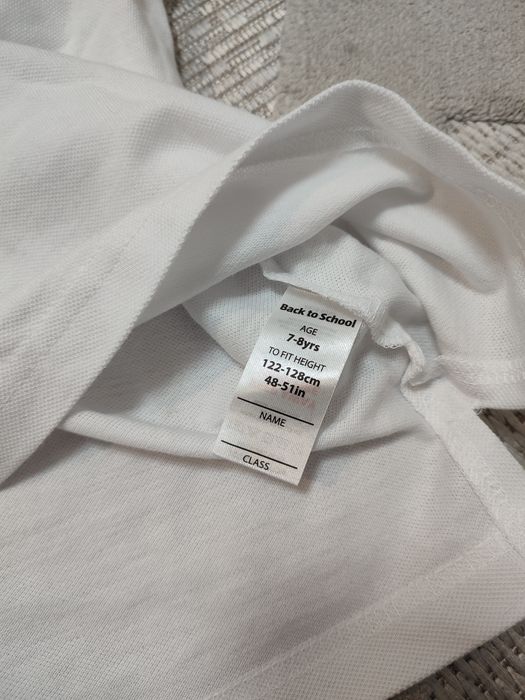 Back to School
AGE
7-8yrs
TO FIT HEIGHT
122-128cm
48-51in
NAME
CLASS